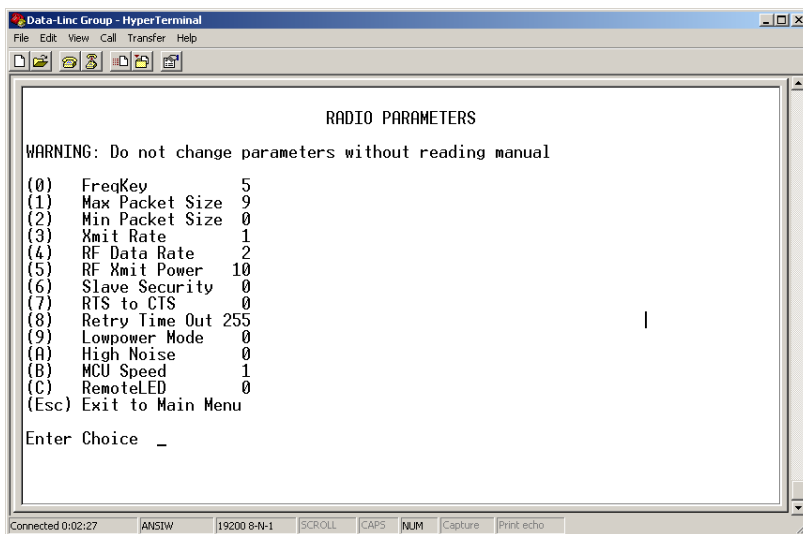 Data-Linc Group - HyperTerminal
File Edit View Call Transfer Help
RADIO PARAMETERS
WARNING: Do not change parameters without reading manual
(0) FreqKey 5
(1) Max Packet Size 9
(2) Min Packet Size 0
(3) Xmit Rate 1
(4) RF Data Rate 2
(5) RF Xmit Power 10
(6) Slave Security 0
(7) RTS to CTS 0
(8) Retry Time Out 255
(9) Lowpower Mode 0
(A) High Noise 0
(B) MCU Speed 1
(C) RemoteLED 0
(Esc) Exit to Main Menu
Enter Choice _
Connected 0:02:27 ANSIW 19200 8-N-1 SCROLL CAPS NUM Capture Print echo